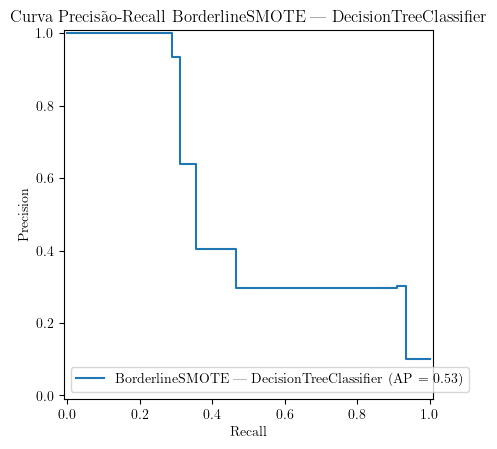 Curva Precisão-Recall BorderlineSMOTE — DecisionTreeClassifier
1.0
0.8
0.6
0.4
0.2
0.0
Precision
BorderlineSMOTE — DecisionTreeClassifier (AP = 0.53)
0.0 0.2 0.4 0.6 0.8 1.0
Recall